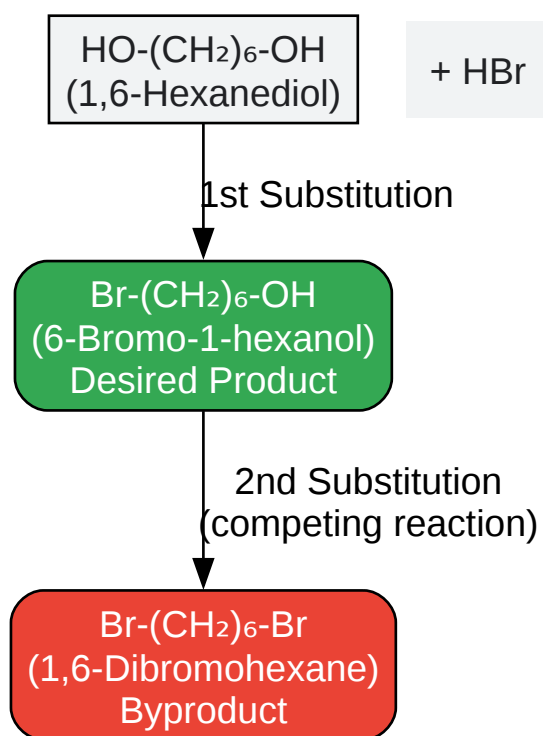 HO-(CH₂)₆-OH
(1,6-Hexanediol)
+ HBr
1st Substitution
Br-(CH₂)₆-OH
(6-Bromo-1-hexanol)
Desired Product
2nd Substitution
(competing reaction)
Br-(CH₂)₆-Br
(1,6-Dibromohexane)
Byproduct